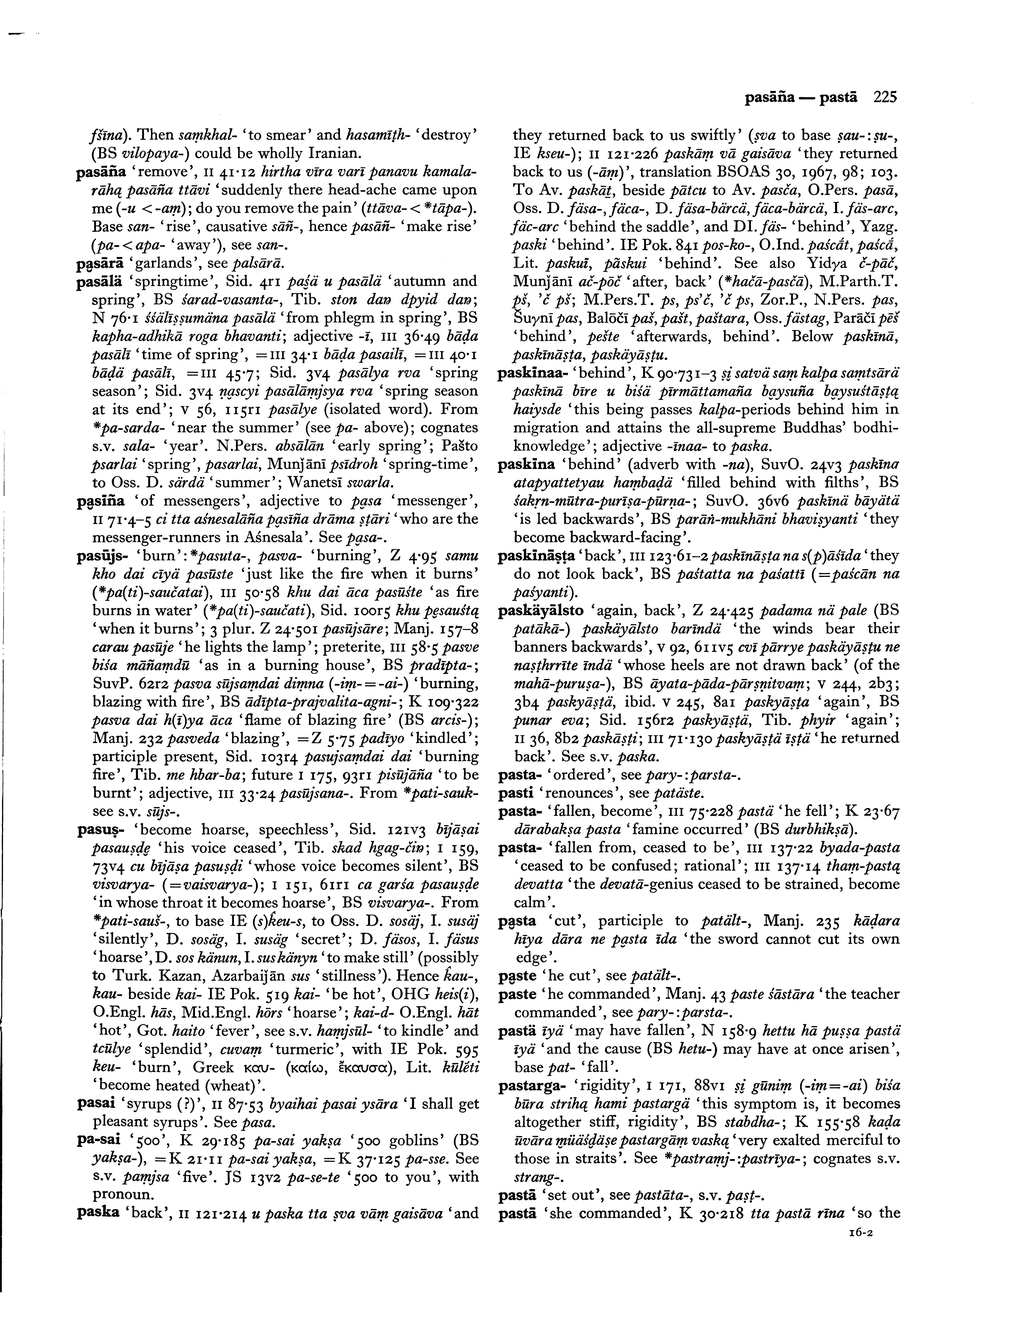 pasāña — pastā 225
fšīna). Then saṃkhal- ‘to smear’ and hasamīṭh- ‘destroy’
(BS vilopaya-) could be wholly Iranian.
pasāña ‘remove’, II 41·12 hirtha vīra varī panavu kamala-
rāhą pasāña ttāvi ‘suddenly there head-ache came upon
me (-u < -aṃ); do you remove the pain’ (ttāva- < *tāpa-).
Base san- ‘rise’, causative sāñ-, hence pasāñ- ‘make rise’
(pa- < apa- ‘away’), see san-.
pąsārā ‘garlands’, see palsārā.
pasālä ‘springtime’, Sid. 4r1 paśä u pasālä ‘autumn and
spring’, BS śarad-vasanta-, Tib. ston daṅ dpyid daṅ;
N 76·1 śśälīṣṣumäna pasālä ‘from phlegm in spring’, BS
kapha-adhikā roga bhavanti; adjective -ī, III 36·49 bāḍa
pasālī ‘time of spring’, = III 34·1 bāḍa pasailī, = III 40·1
bāḍä pasālī, = III 45·7; Sid. 3v4 pasālya rva ‘spring
season’; Sid. 3v4 ṇascyi pasālāṃjsya rva ‘spring season
at its end’; V 56, 115r1 pasālye (isolated word). From
*pa-sarda- ‘near the summer’ (see pa- above); cognates
s.v. sala- ‘year’. N.Pers. absālān ‘early spring’; Pašto
psarlai ‘spring’, pasarlai, Munǰānī psīdroh ‘spring-time’,
to Oss. D. särdä ‘summer’; Wanetsī swarla.
pąsīña ‘of messengers’, adjective to pąsa ‘messenger’,
II 71·4–5 ci tta aśnesalāña pąsīña drāma ṣṭāri ‘who are the
messenger-runners in Aśnesala’. See pąsa-.
pasūjs- ‘burn’: *pasuta-, pasva- ‘burning’, Z 4·95 samu
kho dai cīyä pasūste ‘just like the fire when it burns’
(*pa(ti)-saučatai), III 50·58 khu dai āca pasūśte ‘as fire
burns in water’ (*pa(ti)-saučati), Sid. 100r5 khu pęsauśtą
‘when it burns’; 3 plur. Z 24·501 pasūjsāre; Manj. 157–8
carau pasūje ‘he lights the lamp’; preterite, III 58·5 pasve
biśa māñaṃdū ‘as in a burning house’, BS pradīpta-;
SuvP. 62r2 pasva sūjsaṃdai diṃna (-iṃ- = -ai-) ‘burning,
blazing with fire’, BS ādīpta-prajvalita-agni-; K 109·322
pasva dai h(ī)ya āca ‘flame of blazing fire’ (BS arcis-);
Manj. 232 pasveda ‘blazing’, = Z 5·75 padīyo ‘kindled’;
participle present, Sid. 103r4 pasujsaṃdai dai ‘burning
fire’, Tib. me hbar-ba; future I 175, 93r1 pisūjāña ‘to be
burnt’; adjective, III 33·24 pasūjsana-. From *pati-sauk-
see s.v. sūjs-.
pasuṣ- ‘become hoarse, speechless’, Sid. 121v3 bījāṣai
pasauṣḍę ‘his voice ceased’, Tib. skad hgag-čiṅ; I 159,
73v4 cu bījāṣa pasuṣḍi ‘whose voice becomes silent’, BS
visvarya- (= vaisvarya-); I 151, 61r1 ca garśa pasauṣḍe
‘in whose throat it becomes hoarse’, BS visvarya-. From
*pati-sauš-, to base IE (s)k̂eu-s, to Oss. D. sosäj, I. susäj
‘silently’, D. sosäg, I. susäg ‘secret’; D. fäsos, I. fäsus
‘hoarse’, D. sos känun, I. sus känyn ‘to make still’ (possibly
to Turk. Kazan, Azarbaiǰān sus ‘stillness’). Hence k̂au-,
kau- beside kai- IE Pok. 519 kai- ‘be hot’, OHG heis(i),
O.Engl. hās, Mid.Engl. hōrs ‘hoarse’; kai-d- O.Engl. hāt
‘hot’, Got. haito ‘fever’, see s.v. haṃjsūl- ‘to kindle’ and
tcūlye ‘splendid’, cuvaṃ ‘turmeric’, with IE Pok. 595
keu- ‘burn’, Greek καυ- (καίω, ἔκαυσα), Lit. kūlė́ti
‘become heated (wheat)’.
pasai ‘syrups (?)’, II 87·53 byaihai pasai ysāra ‘I shall get
pleasant syrups’. See pasa.
pa-sai ‘500’, K 29·185 pa-sai yakṣa ‘500 goblins’ (BS
yakṣa-), = K 21·11 pa-sai yakṣa, = K 37·125 pa-sse. See
s.v. paṃjsa ‘five’. JS 13v2 pa-se-te ‘500 to you’, with
pronoun.
paska ‘back’, II 121·214 u paska tta ṣva vāṃ gaisāva ‘and
they returned back to us swiftly’ (ṣva to base ṣau-: ṣu-,
IE kseu-); II 121·226 paskāṃ vā gaisāva ‘they returned
back to us (-āṃ)’, translation BSOAS 30, 1967, 98; 103.
To Av. paskāṯ, beside pātcu to Av. pasča, O.Pers. pasā,
Oss. D. fäsa-, fäca-, D. fäsa-bärcä, fäca-bärcä, I. fäs-arc,
fäc-arc ‘behind the saddle’, and DI. fäs- ‘behind’, Yazg.
paski ‘behind’. IE Pok. 841 pos-ko-, O.Ind. paścā́t, paścā́,
Lit. paskuĩ, pãskui ‘behind’. See also Yidγa č-pāč,
Munǰānī ač-pōč ‘after, back’ (*hačā-pasčā), M.Parth.T.
pš, ’č pš; M.Pers.T. ps, ps’č, ’č ps, Zor.P., N.Pers. pas,
Šuγnī pas, Balōčī paš, pašt, paštara, Oss. fästag, Parāčī pēš
‘behind’, pešte ‘afterwards, behind’. Below paskīnā,
paskīnāṣṭa, paskäyāṣṭu.
paskinaa- ‘behind’, K 90·731–3 ṣi satvä saṃ kalpa saṃtsārä
paskīnā bīre u biśä pīrmāttamaña bąysuña bąysuśtāṣṭą
haiysde ‘this being passes kalpa-periods behind him in
migration and attains the all-supreme Buddhas’ bodhi-
knowledge’; adjective -īnaa- to paska.
paskīna ‘behind’ (adverb with -na), SuvO. 24v3 paskīna
atapyattetyau haṃbaḍä ‘filled behind with filths’, BS
śakṛn-mūtra-purīṣa-pūrṇa-; SuvO. 36v6 paskīnä bāyätä
‘is led backwards’, BS parāṅ-mukhāni bhaviṣyanti ‘they
become backward-facing’.
paskīnāṣṭa ‘back’, III 123·61–2 paskīnāṣṭa na s(p)āśīda ‘they
do not look back’, BS paśtatta na paśattī (= paścān na
paśyanti).
paskäyālsto ‘again, back’, Z 24·425 padama nä pale (BS
patākā-) paskäyālsto barīndä ‘the winds bear their
banners backwards’, V 92, 611v5 cvī pārrye paskäyāṣṭu ne
naṣṭhrrīte īndä ‘whose heels are not drawn back’ (of the
mahā-puruṣa-), BS āyata-pāda-pārṣṇitvaṃ; V 244, 2b3;
3b4 paskyāṣṭä, ibid. V 245, 8a1 paskyāṣṭa ‘again’, BS
punar eva; Sid. 156r2 paskyāṣṭä, Tib. phyir ‘again’;
II 36, 8b2 paskāṣṭi; III 71·130 paskyāṣṭä īṣṭä ‘he returned
back’. See s.v. paska.
pasta- ‘ordered’, see pary-: parsta-.
pasti ‘renounces’, see patäste.
pasta- ‘fallen, become’, III 75·228 pastä ‘he fell’; K 23·67
dārabakṣa pasta ‘famine occurred’ (BS durbhikṣā).
pasta- ‘fallen from, ceased to be’, III 137·22 byada-pasta
‘ceased to be confused; rational’; III 137·14 thaṃ-pastą
devatta ‘the devatā-genius ceased to be strained, become
calm’.
pąsta ‘cut’, participle to patält-, Manj. 235 kāḍara
hīya dāra ne pąsta īda ‘the sword cannot cut its own
edge’.
pąste ‘he cut’, see patält-.
paste ‘he commanded’, Manj. 43 paste śāstāra ‘the teacher
commanded’, see pary-: parsta-.
pastä īyä ‘may have fallen’, N 158·9 hettu hā puṣṣa pastä
īyä ‘and the cause (BS hetu-) may have at once arisen’,
base pat- ‘fall’.
pastarga- ‘rigidity’, I 171, 88v1 ṣi gūniṃ (-iṃ = -ai) biśa
būra strihą hami pastargä ‘this symptom is, it becomes
altogether stiff, rigidity’, BS stabdha-; K 155·58 kąḍa
ūvāra ṃūäśḍāṣe pastargāṃ vaską ‘very exalted merciful to
those in straits’. See *pastraṃj-: pastrīya-; cognates s.v.
strang-.
pastā ‘set out’, see pastāta-, s.v. paṣṭ-.
pastā ‘she commanded’, K 30·218 tta pastā rīna ‘so the
16-2